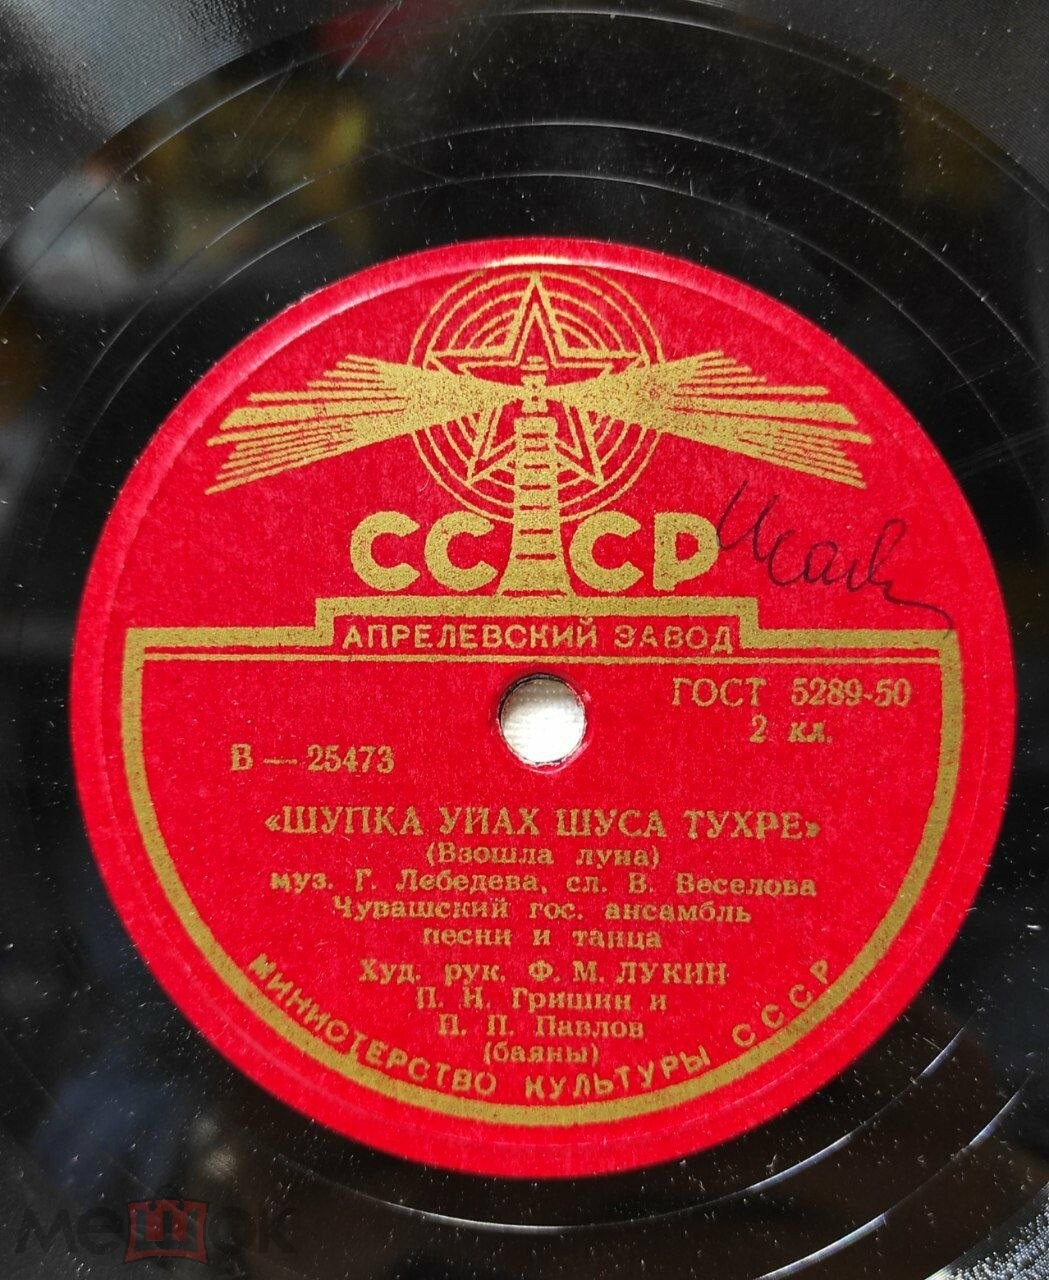 СССР
АПРЕЛЕВСКИЙ ЗАВОД
ГОСТ 5289-50
2 кл.
В — 25473
«ШУПКА УЙАХ ШУСА ТУХРЕ»
(Взошла луна)
муз. Г. Лебедева, сл. В. Веселова
Чувашский гос. ансамбль
песни и танца
Худ. рук. Ф. М. ЛУКИН
П. Н. Гришин и
П. П. Павлов
(баяны)
МИНИСТЕРСТВО КУЛЬТУРЫ СССР
мешок